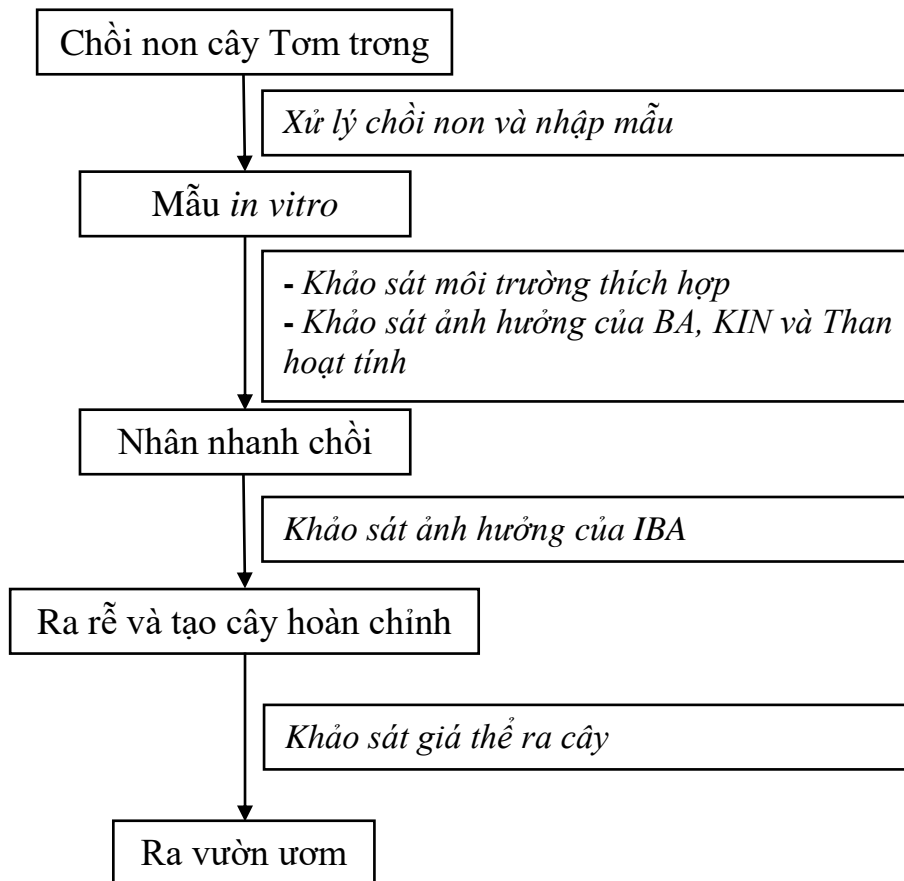 Chồi non cây Tơm trơng
Xử lý chồi non và nhập mẫu
Mẫu in vitro
- Khảo sát môi trường thích hợp
- Khảo sát ảnh hưởng của BA, KIN và Than
hoạt tính
Nhân nhanh chồi
Khảo sát ảnh hưởng của IBA
Ra rễ và tạo cây hoàn chỉnh
Khảo sát giá thể ra cây
Ra vườn ươm